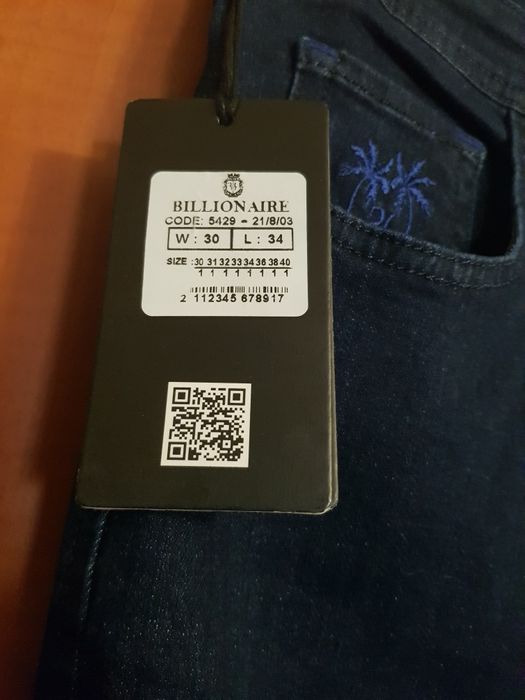 BILLIONAIRE
CODE: 5429 - 21/8/03
W : 30 L : 34
SIZE : 30 31 32 33 34 36 38 40
1 1 1 1 1 1 1 1
2 112345 678917